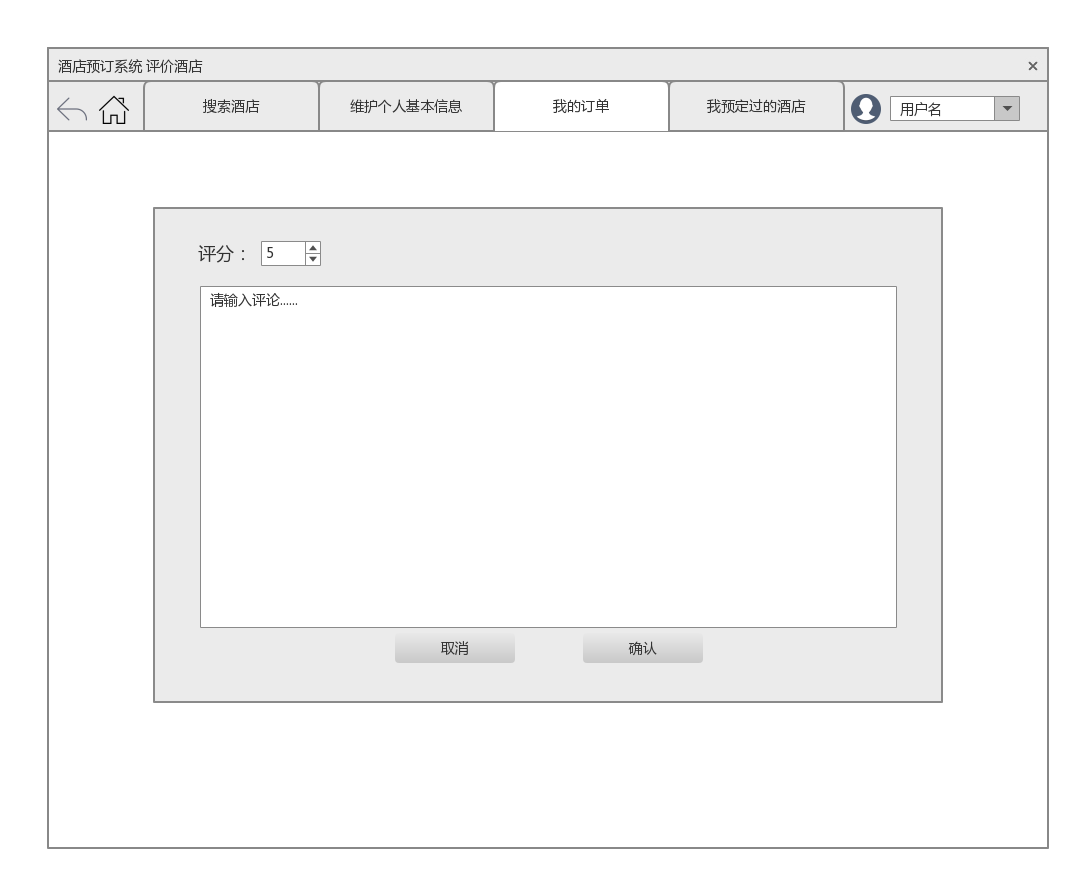 酒店预订系统 评价酒店
搜索酒店
维护个人基本信息
我的订单
我预定过的酒店
用户名
评分： 5
请输入评论......
取消
确认